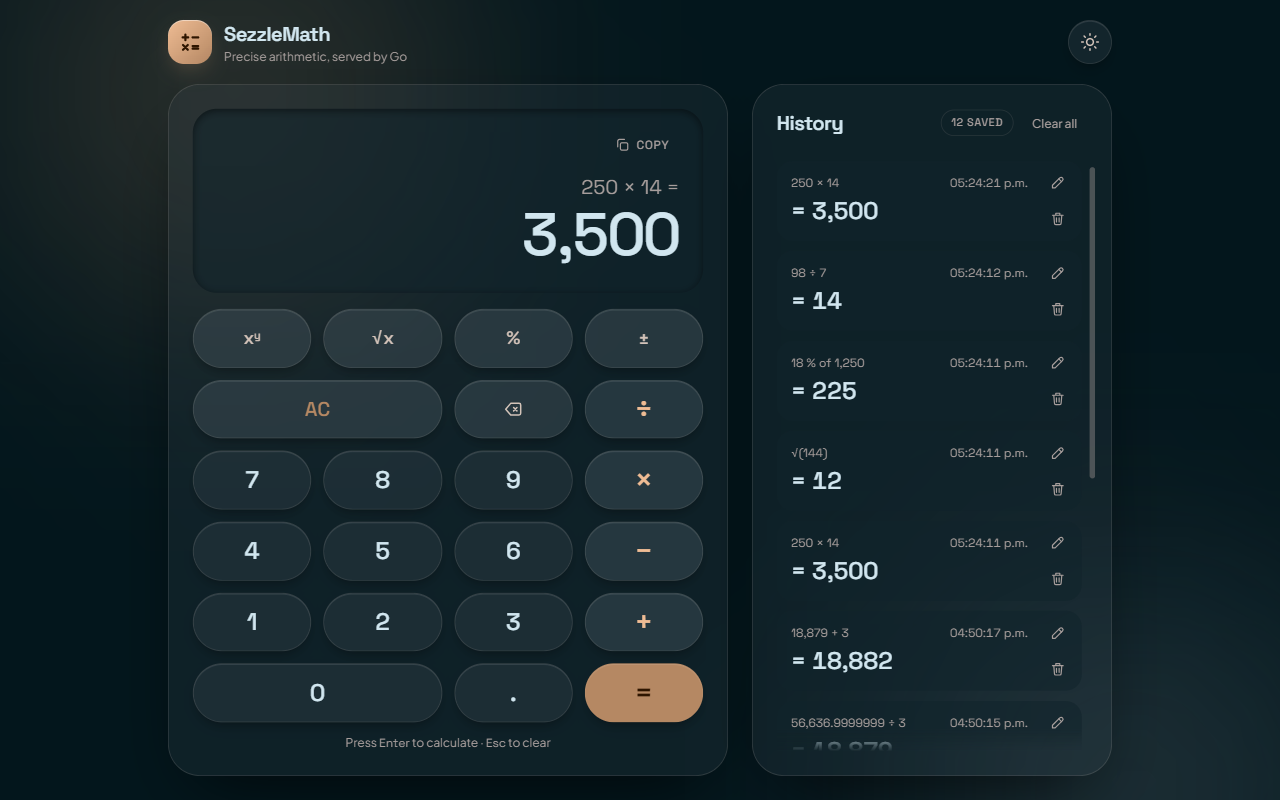 SezzleMath
Precise arithmetic, served by Go
COPY
250 × 14 =
3,500
xʸ √x % ±
AC ÷
7 8 9 ×
4 5 6 −
1 2 3 +
0 . =
Press Enter to calculate · Esc to clear
History 12 SAVED Clear all
250 × 14 05:24:21 p.m.
= 3,500
98 ÷ 7 05:24:12 p.m.
= 14
18 % of 1,250 05:24:11 p.m.
= 225
√(144) 05:24:11 p.m.
= 12
250 × 14 05:24:11 p.m.
= 3,500
18,879 + 3 04:50:17 p.m.
= 18,882
56,636.9999999 ÷ 3 04:50:15 p.m.
= 18,879